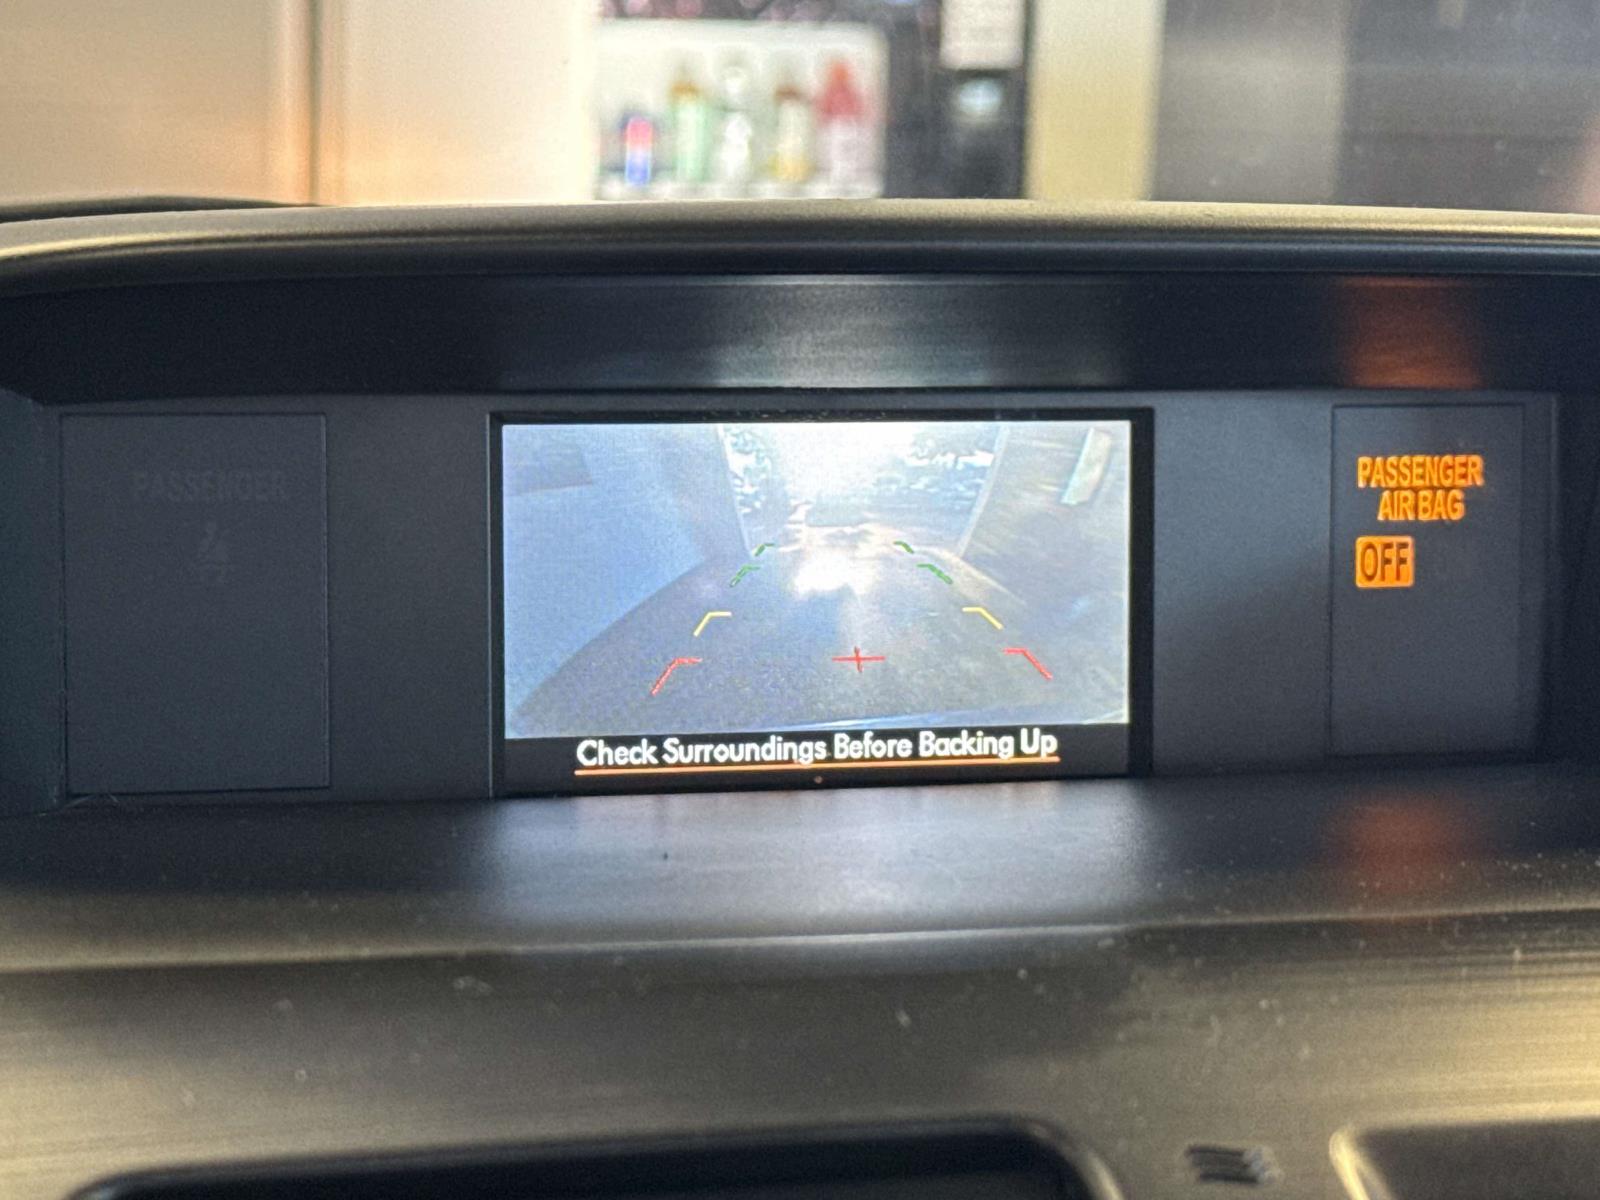 PASSENGER
Check Surroundings Before Backing Up
PASSENGER
AIR BAG
OFF